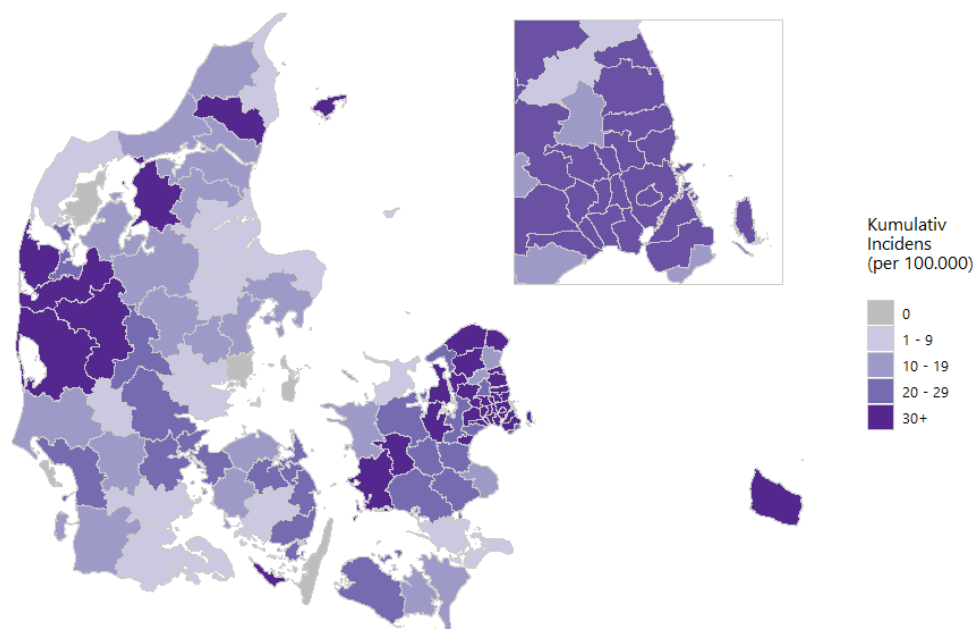 Kumulativ
Incidens
(per 100.000)
0
1 - 9
10 - 19
20 - 29
30+